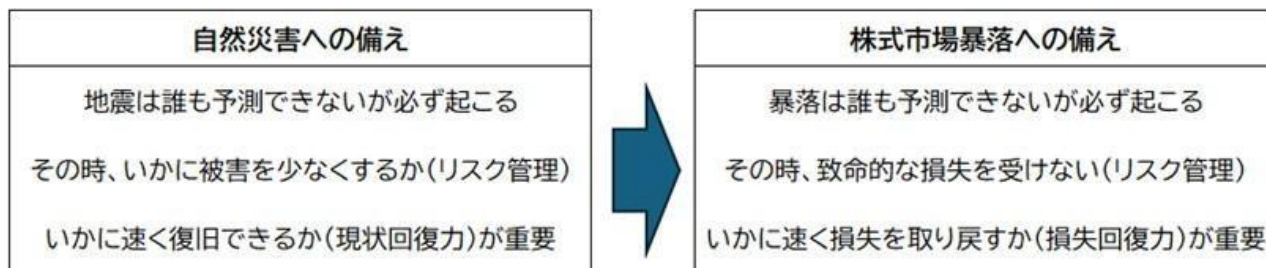 自然災害への備え
地震は誰も予測できないが必ず起こる
その時、いかに被害を少なくするか(リスク管理)
いかに速く復旧できるか(現状回復力)が重要
株式市場暴落への備え
暴落は誰も予測できないが必ず起こる
その時、致命的な損失を受けない(リスク管理)
いかに速く損失を取り戻すか(損失回復力)が重要